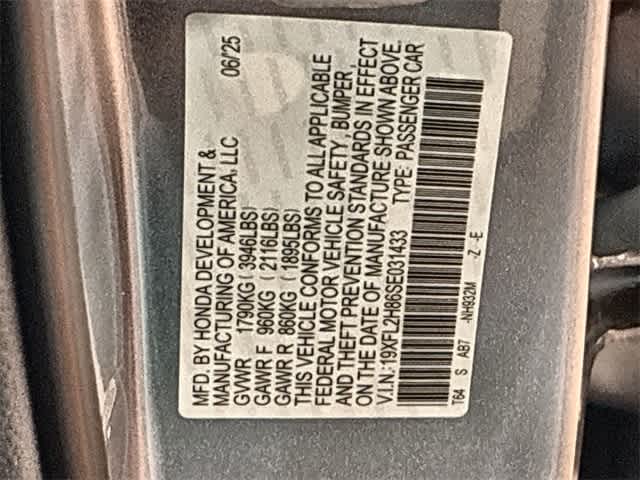 MFD. BY HONDA DEVELOPMENT & 06/25
MANUFACTURING OF AMERICA, LLC
GVWR 1790KG(3946LBS)
GAWR F 960KG (2116LBS)
GAWR R 860KG (1895LBS)
THIS VEHICLE CONFORMS TO ALL APPLICABLE
FEDERAL MOTOR VEHICLE SAFETY, BUMPER,
AND THEFT PREVENTION STANDARDS IN EFFECT
ON THE DATE OF MANUFACTURE SHOWN ABOVE.
V.I.N: 19XFL2H86SE031433 TYPE: PASSENGER CAR
T64 S AB7 -NH932M -Z -E